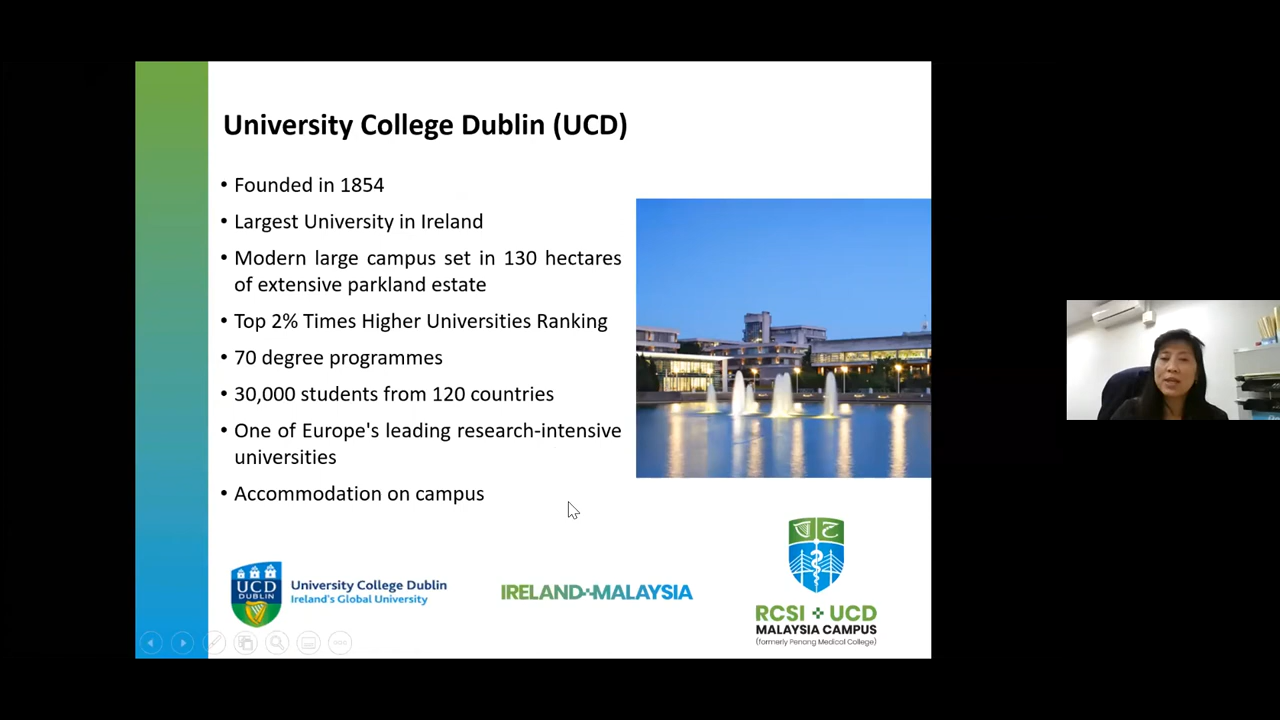 University College Dublin (UCD)
• Founded in 1854
• Largest University in Ireland
• Modern large campus set in 130 hectares
of extensive parkland estate
• Top 2% Times Higher Universities Ranking
• 70 degree programmes
• 30,000 students from 120 countries
• One of Europe's leading research-intensive
universities
• Accommodation on campus
UCD
DUBLIN
University College Dublin
Ireland's Global University
IRELAND MALAYSIA
RCSI UCD
MALAYSIA CAMPUS
(formerly Penang Medical College)